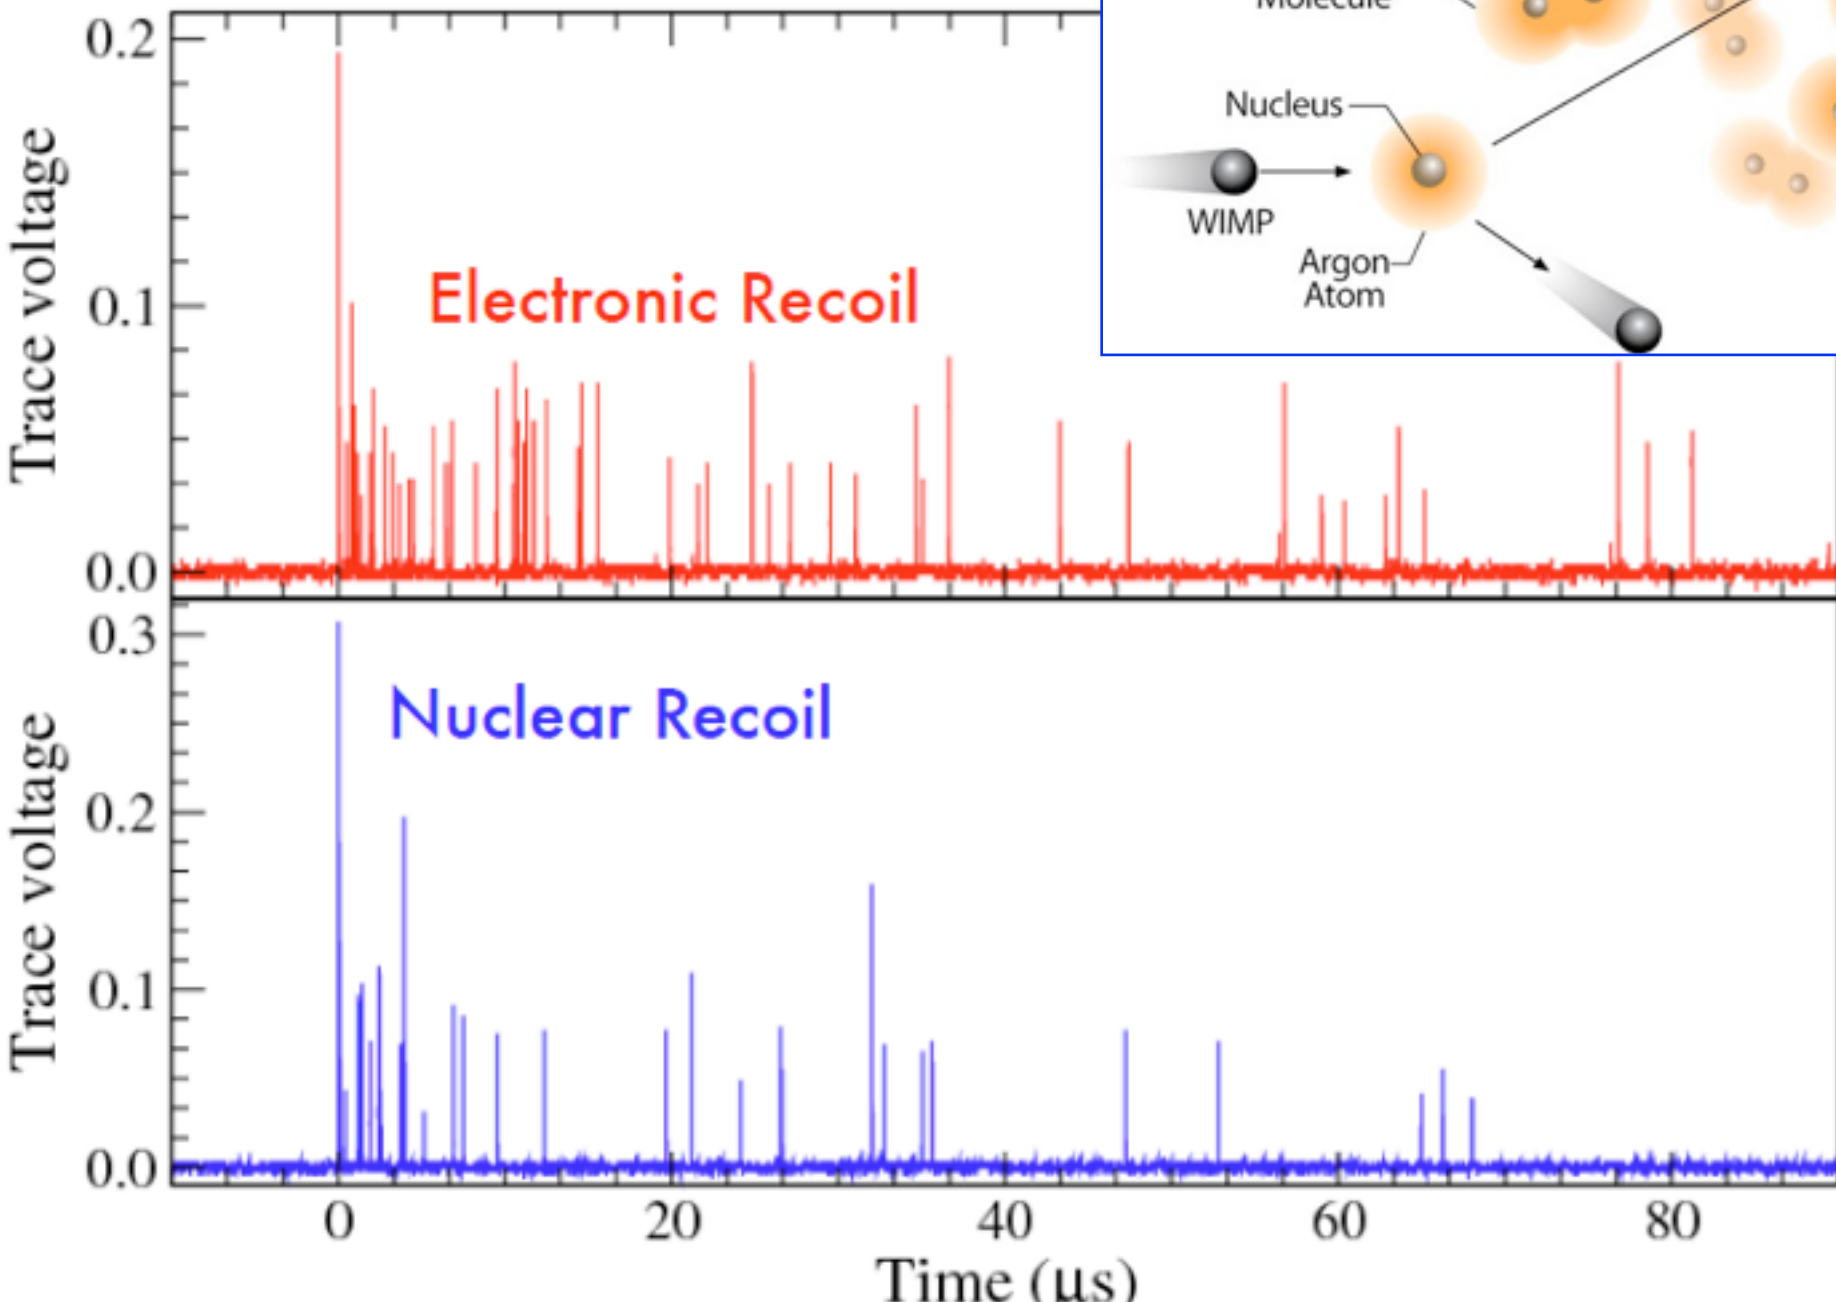 Molecule
Nucleus
WIMP
Argon
Atom
Trace voltage
0.2
0.1
0.0
Electronic Recoil
Trace voltage
0.3
0.2
0.1
0.0
Nuclear Recoil
0 20 40 60 80
Time (μs)